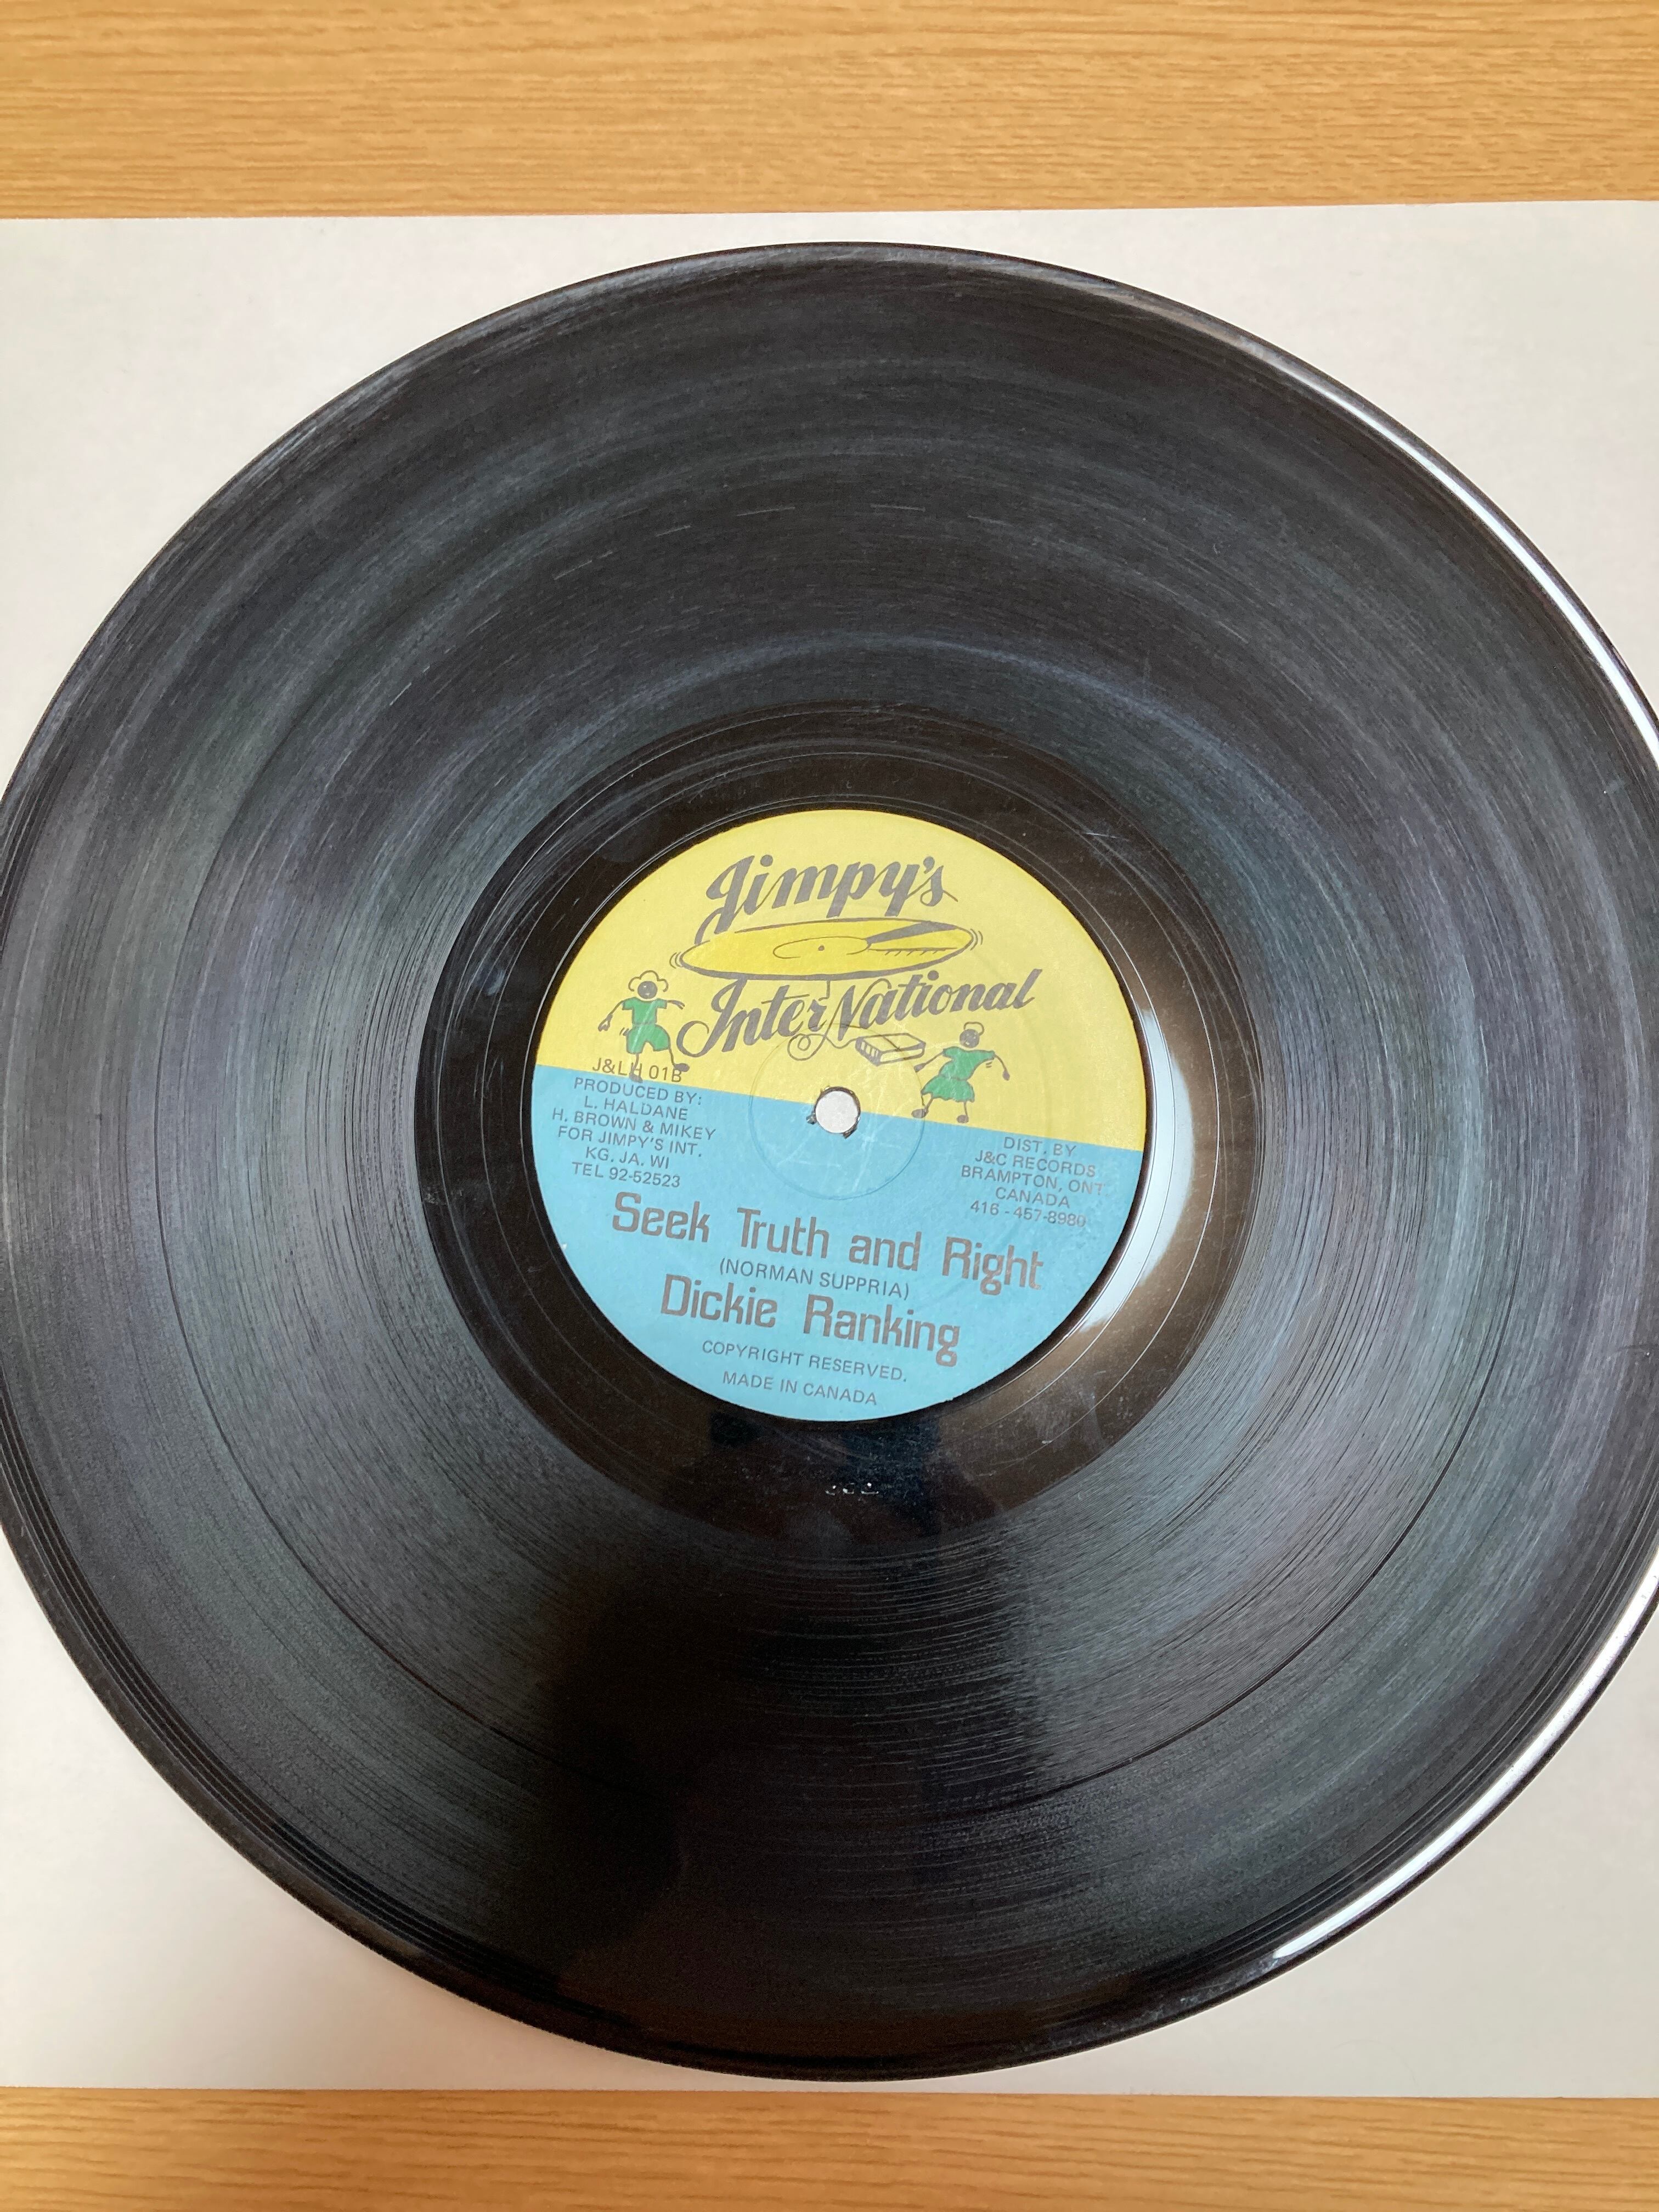 Jimpy's
InterNational
J&LH 01B
PRODUCED BY:
L. HALDANE
H. BROWN & MIKEY
FOR JIMPY'S INT.
KG. JA. WI
TEL 92-52523
DIST. BY
J&C RECORDS
BRAMPTON, ONT
CANADA
416 - 457-8980
Seek Truth and Right
(NORMAN SUPPRIA)
Dickie Ranking
COPYRIGHT RESERVED.
MADE IN CANADA